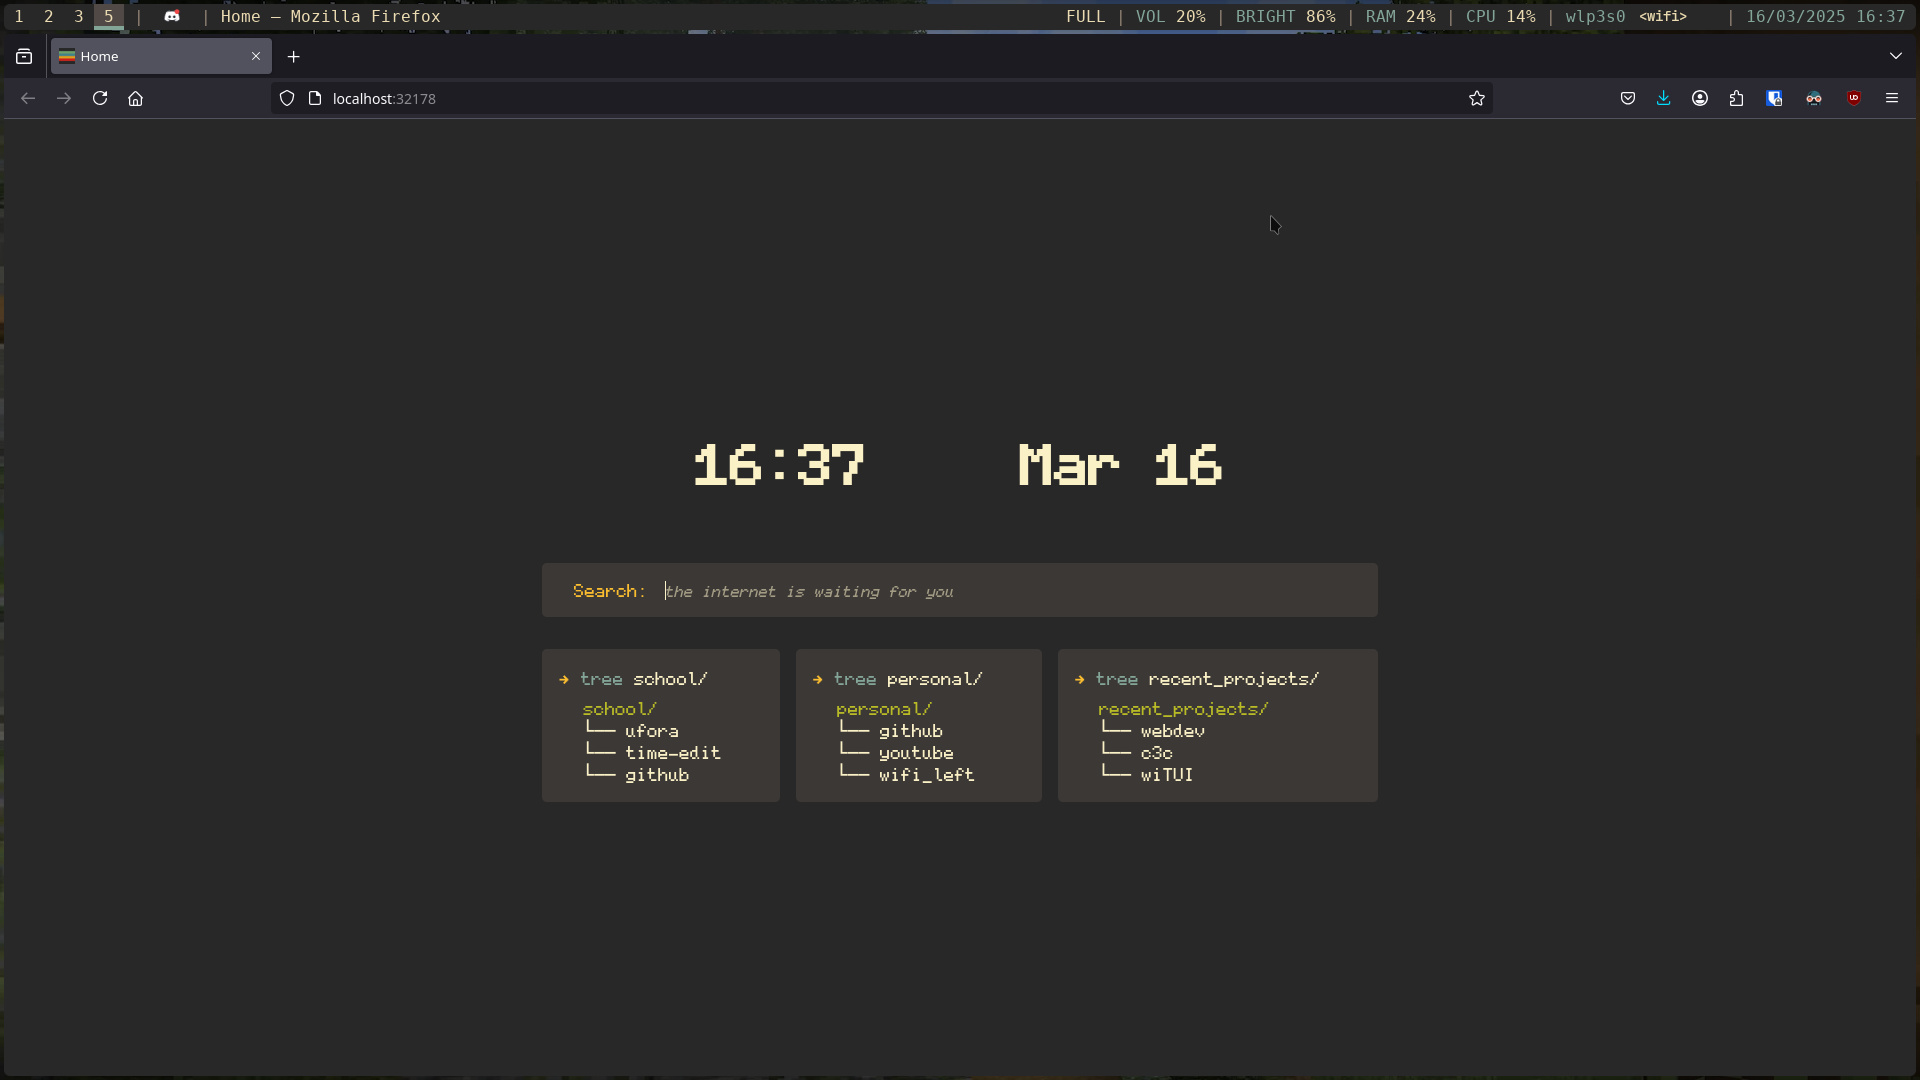 1 2 3 5 | | Home — Mozilla Firefox FULL | VOL 20% | BRIGHT 86% | RAM 24% | CPU 14% | wlp3s0 <wifi> | 16/03/2025 16:37
Home
localhost:32178
16:37 Mar 16
Search: the internet is waiting for you
→ tree school/
school/
└── ufora
└── time-edit
└── github
→ tree personal/
personal/
└── github
└── youtube
└── wifi_left
→ tree recent_projects/
recent_projects/
└── webdev
└── c3c
└── wiTUI